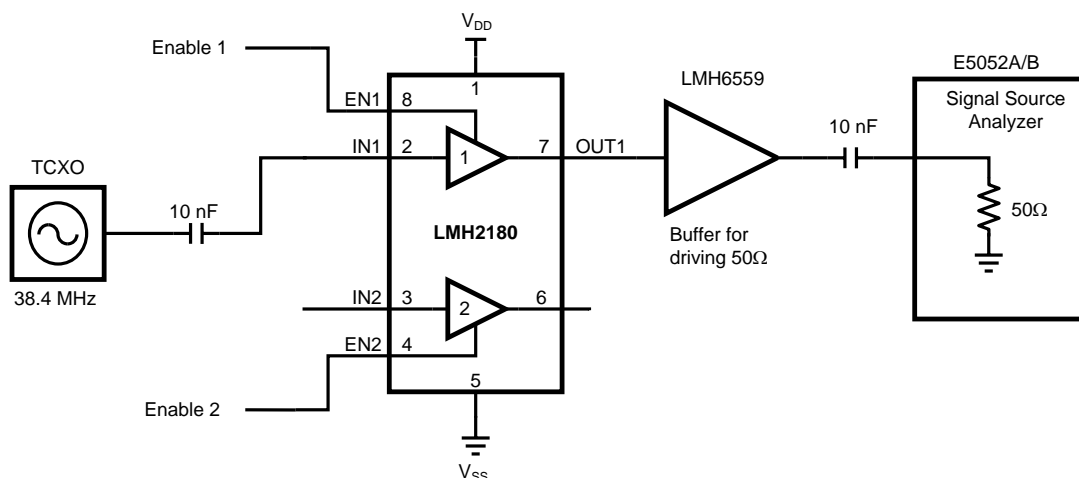 V_DD
Enable 1
E5052A/B
LMH6559
1
EN1 8
Signal Source
Analyzer
10 nF
IN1 2 1 7 OUT1
TCXO
10 nF
50Ω
LMH2180
Buffer for
driving 50Ω
38.4 MHz
IN2 3 2 6
EN2 4
5
Enable 2
V_SS